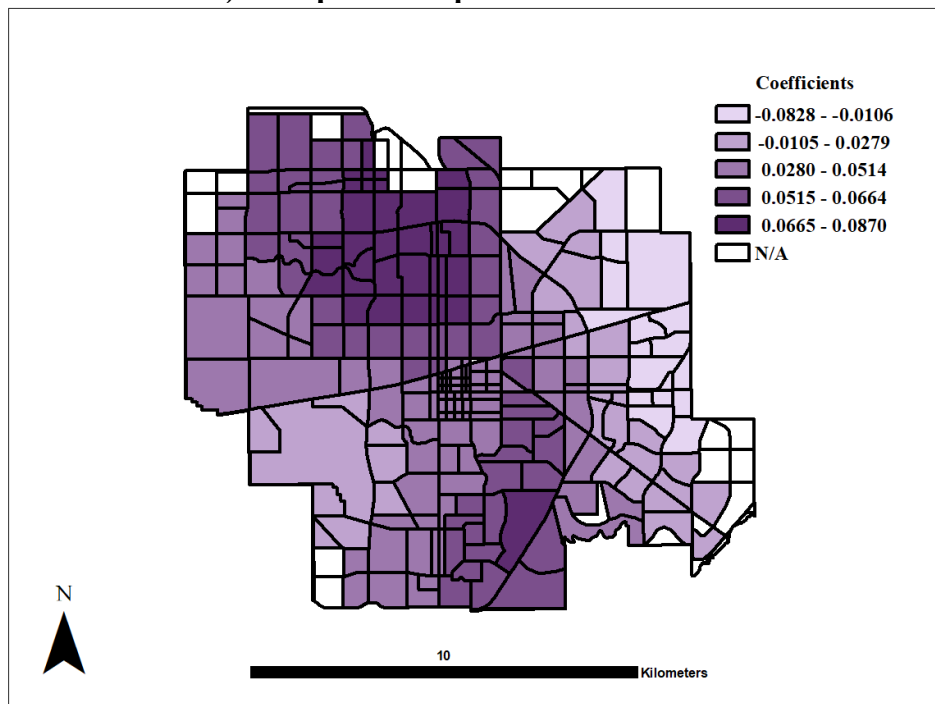 Coefficients
-0.0828 - -0.0106
-0.0105 - 0.0279
0.0280 - 0.0514
0.0515 - 0.0664
0.0665 - 0.0870
N/A
N
10
Kilometers